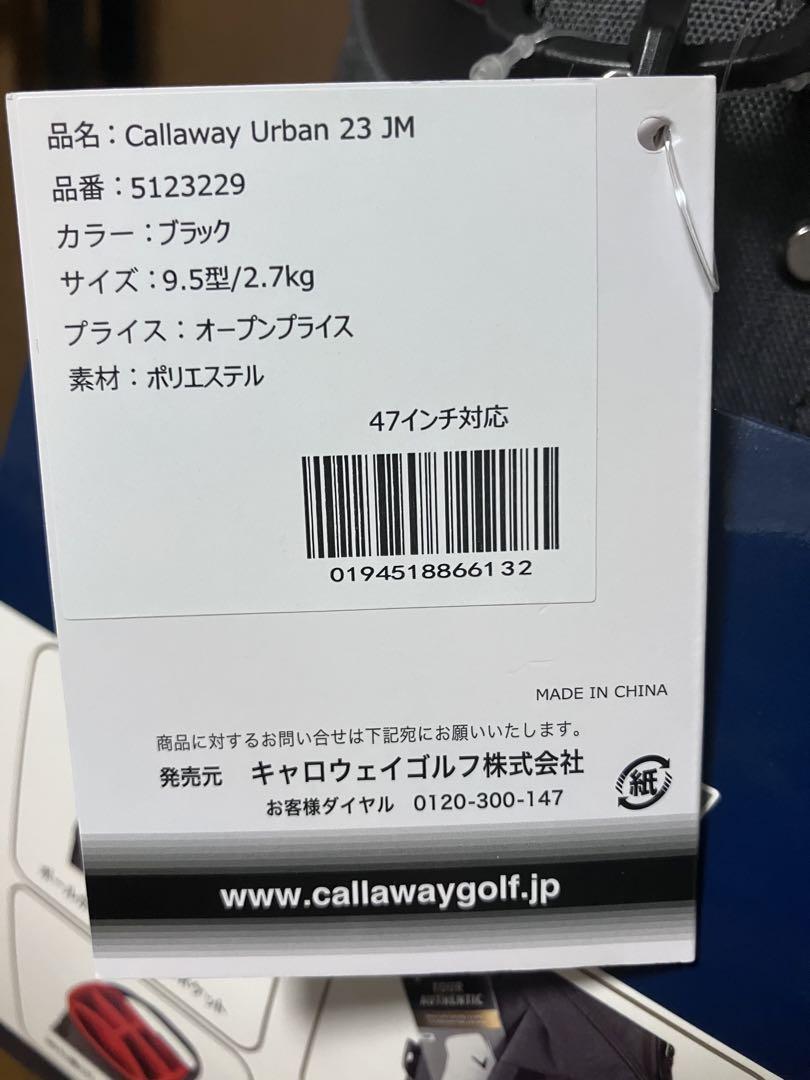 品名：Callaway Urban 23 JM
品番：5123229
カラー：ブラック
サイズ：9.5型/2.7kg
プライス：オープンプライス
素材：ポリエステル
47インチ対応
0194518866132
MADE IN CHINA
商品に対するお問い合せは下記宛にお願いいたします。
発売元 キャロウェイゴルフ株式会社
お客様ダイヤル 0120-300-147
紙
www.callawaygolf.jp
TOUR
AUTHENTIC